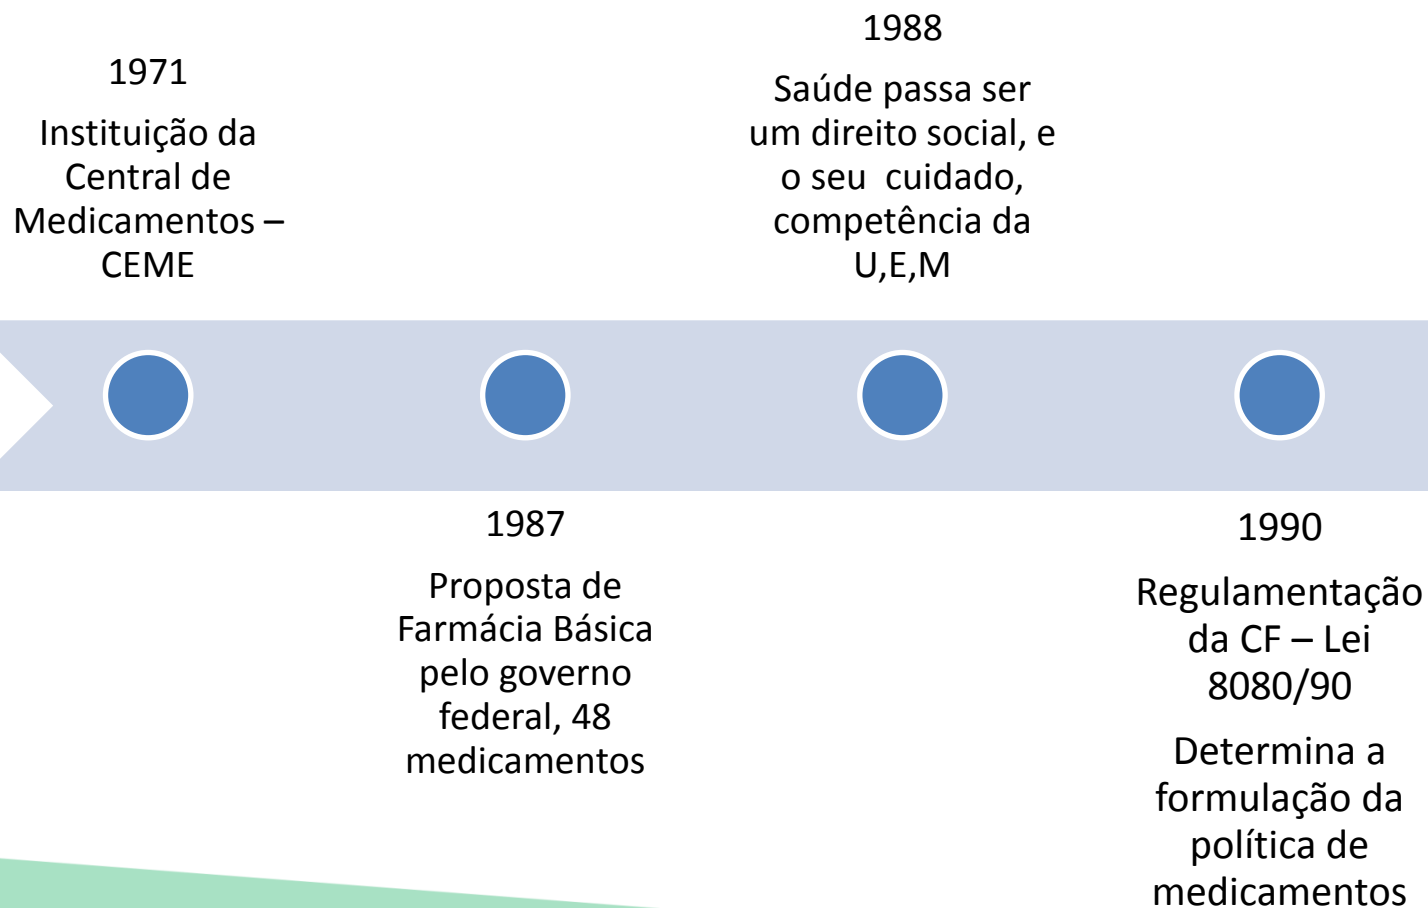 1971
Instituição da
Central de
Medicamentos –
CEME
1987
Proposta de
Farmácia Básica
pelo governo
federal, 48
medicamentos
1988
Saúde passa ser
um direito social, e
o seu cuidado,
competência da
U,E,M
1990
Regulamentação
da CF – Lei
8080/90
Determina a
formulação da
política de
medicamentos